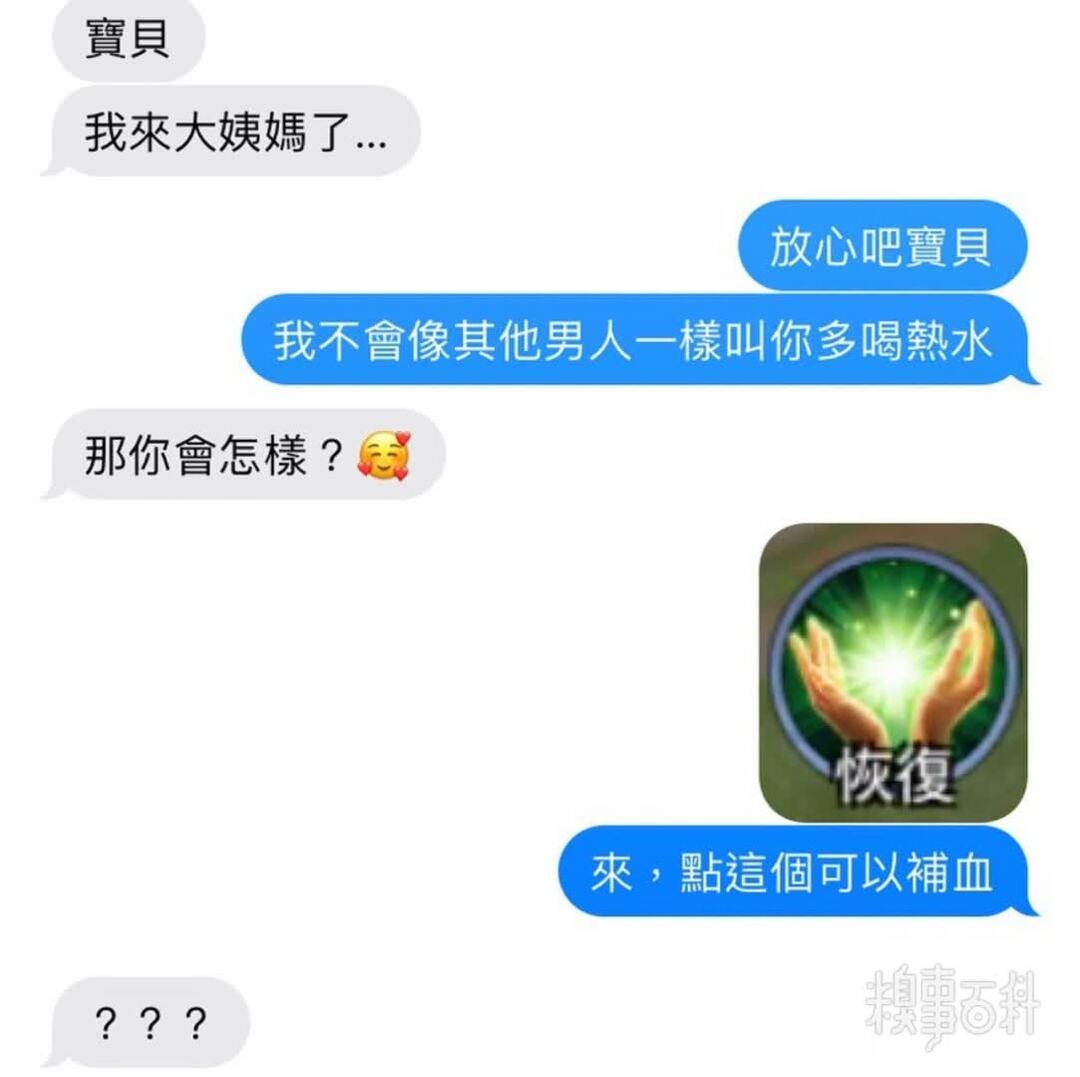 寶貝
我來大姨媽了...
放心吧寶貝
我不會像其他男人一樣叫你多喝熱水
那你會怎樣？🥰
恢復
來，點這個可以補血
？？？
糗事百科